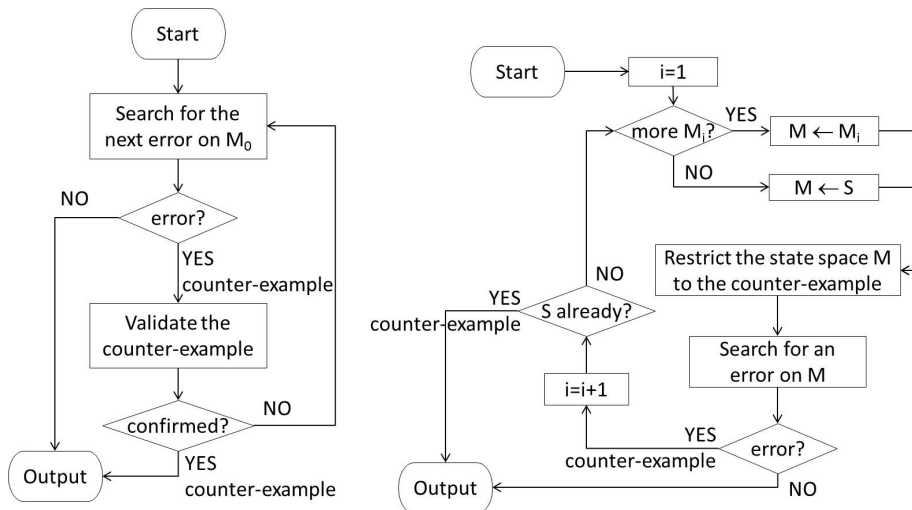 Start
Search for the
next error on M₀
NO
error?
YES
counter-example
Validate the
counter-example
confirmed?
NO
YES
Output
counter-example
Start
i=1
more Mᵢ?
YES
M ← Mᵢ
NO
M ← S
Restrict the state space M
to the counter-example
NO
YES
counter-example
S already?
Search for an
error on M
i=i+1
YES
counter-example
error?
Output
NO